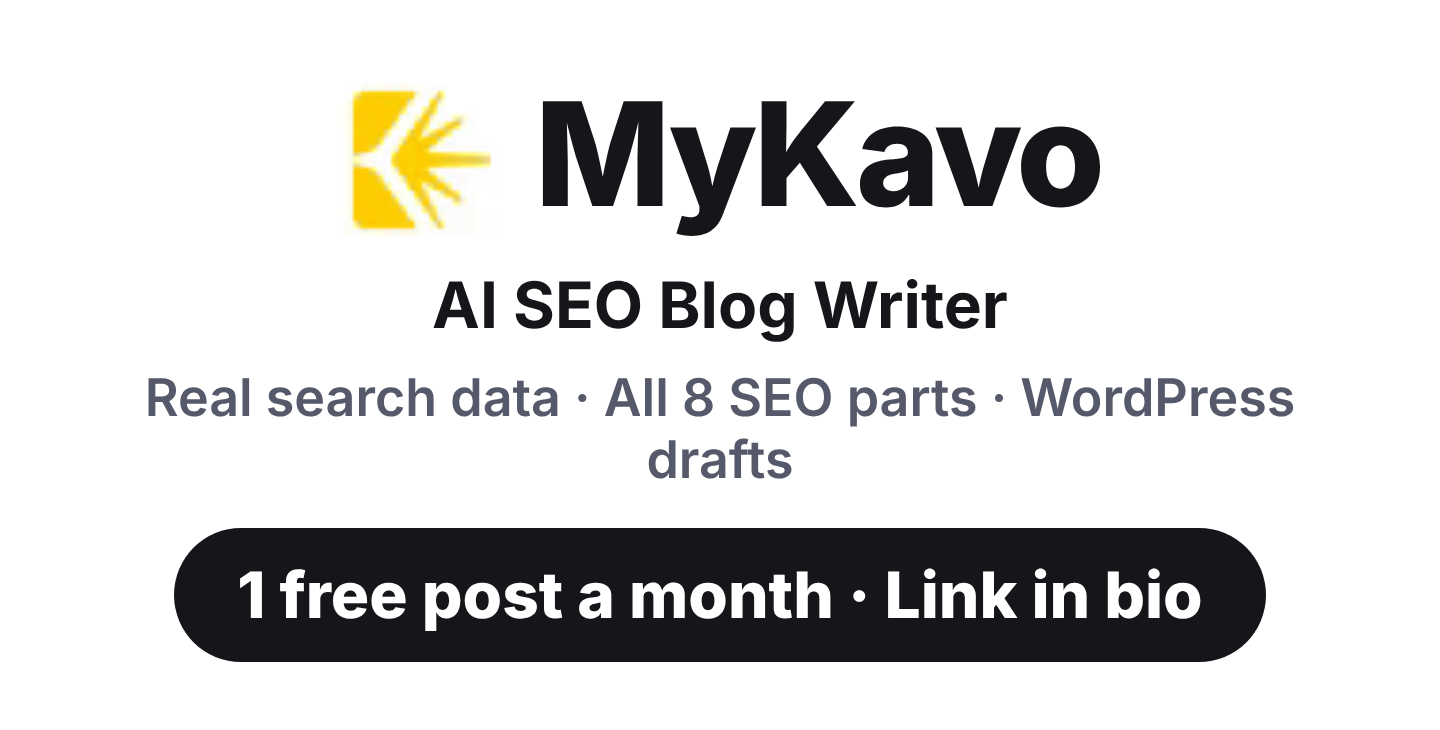 MyKavo
AI SEO Blog Writer
Real search data · All 8 SEO parts · WordPress
drafts
1 free post a month · Link in bio